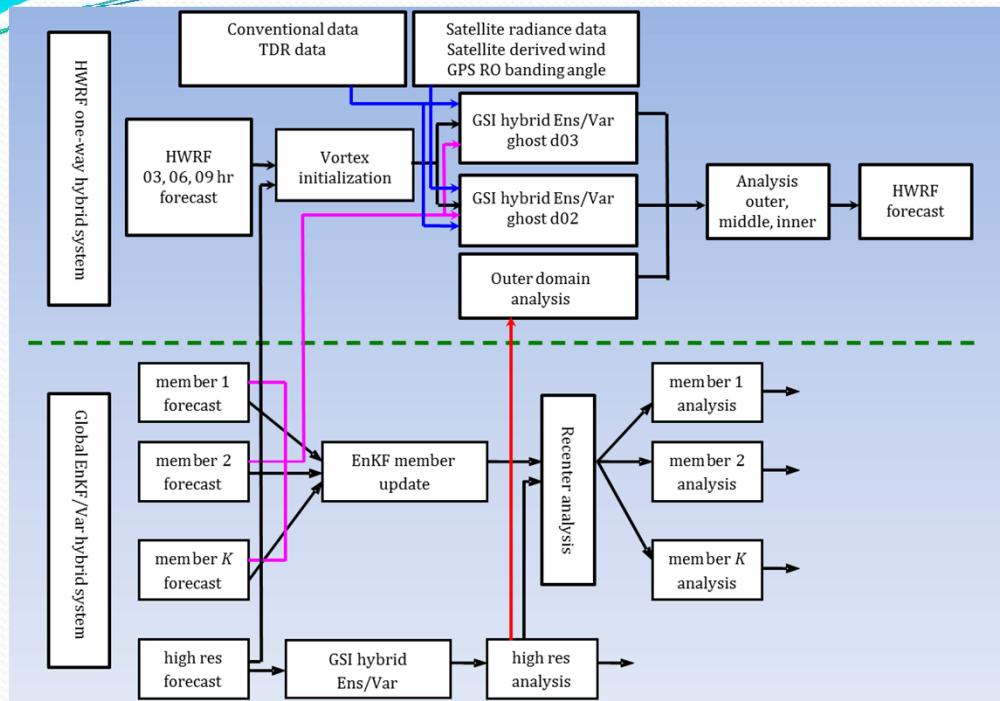 HWRF one-way hybrid system
Conventional data
TDR data
Satellite radiance data
Satellite derived wind
GPS RO banding angle
HWRF
03, 06, 09 hr
forecast
Vortex
initialization
GSI hybrid Ens/Var
ghost d03
GSI hybrid Ens/Var
ghost d02
Outer domain
analysis
Analysis
outer,
middle, inner
HWRF
forecast
Global EnKF/Var hybrid system
member 1
forecast
member 2
forecast
member K
forecast
high res
forecast
EnKF member
update
GSI hybrid
Ens/Var
high res
analysis
Recenter analysis
member 1
analysis
member 2
analysis
member K
analysis